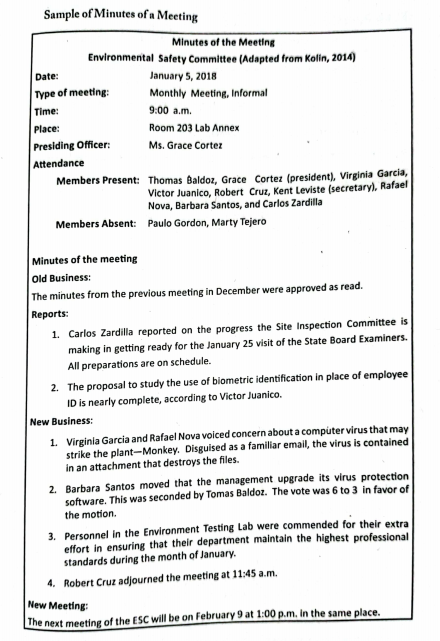 Sample of Minutes of a Meeting
Minutes of the Meeting
Environmental Safety Committee (Adapted from Kolin, 2014)
Date: January 5, 2018
Type of meeting: Monthly Meeting, Informal
Time: 9:00 a.m.
Place: Room 203 Lab Annex
Presiding Officer: Ms. Grace Cortez
Attendance
Members Present: Thomas Baldoz, Grace Cortez (president), Virginia Garcia,
Victor Juanico, Robert Cruz, Kent Leviste (secretary), Rafael
Nova, Barbara Santos, and Carlos Zardilla
Members Absent: Paulo Gordon, Marty Tejero
Minutes of the meeting
Old Business:
The minutes from the previous meeting in December were approved as read.
Reports:
1. Carlos Zardilla reported on the progress the Site Inspection Committee is
making in getting ready for the January 25 visit of the State Board Examiners.
All preparations are on schedule.
2. The proposal to study the use of biometric identification in place of employee
ID is nearly complete, according to Victor Juanico.
New Business:
1. Virginia Garcia and Rafael Nova voiced concern about a computer virus that may
strike the plant—Monkey. Disguised as a familiar email, the virus is contained
in an attachment that destroys the files.
2. Barbara Santos moved that the management upgrade its virus protection
software. This was seconded by Tomas Baldoz. The vote was 6 to 3 in favor of
the motion.
3. Personnel in the Environment Testing Lab were commended for their extra
effort in ensuring that their department maintain the highest professional
standards during the month of January.
4. Robert Cruz adjourned the meeting at 11:45 a.m.
New Meeting:
The next meeting of the ESC will be on February 9 at 1:00 p.m. in the same place.